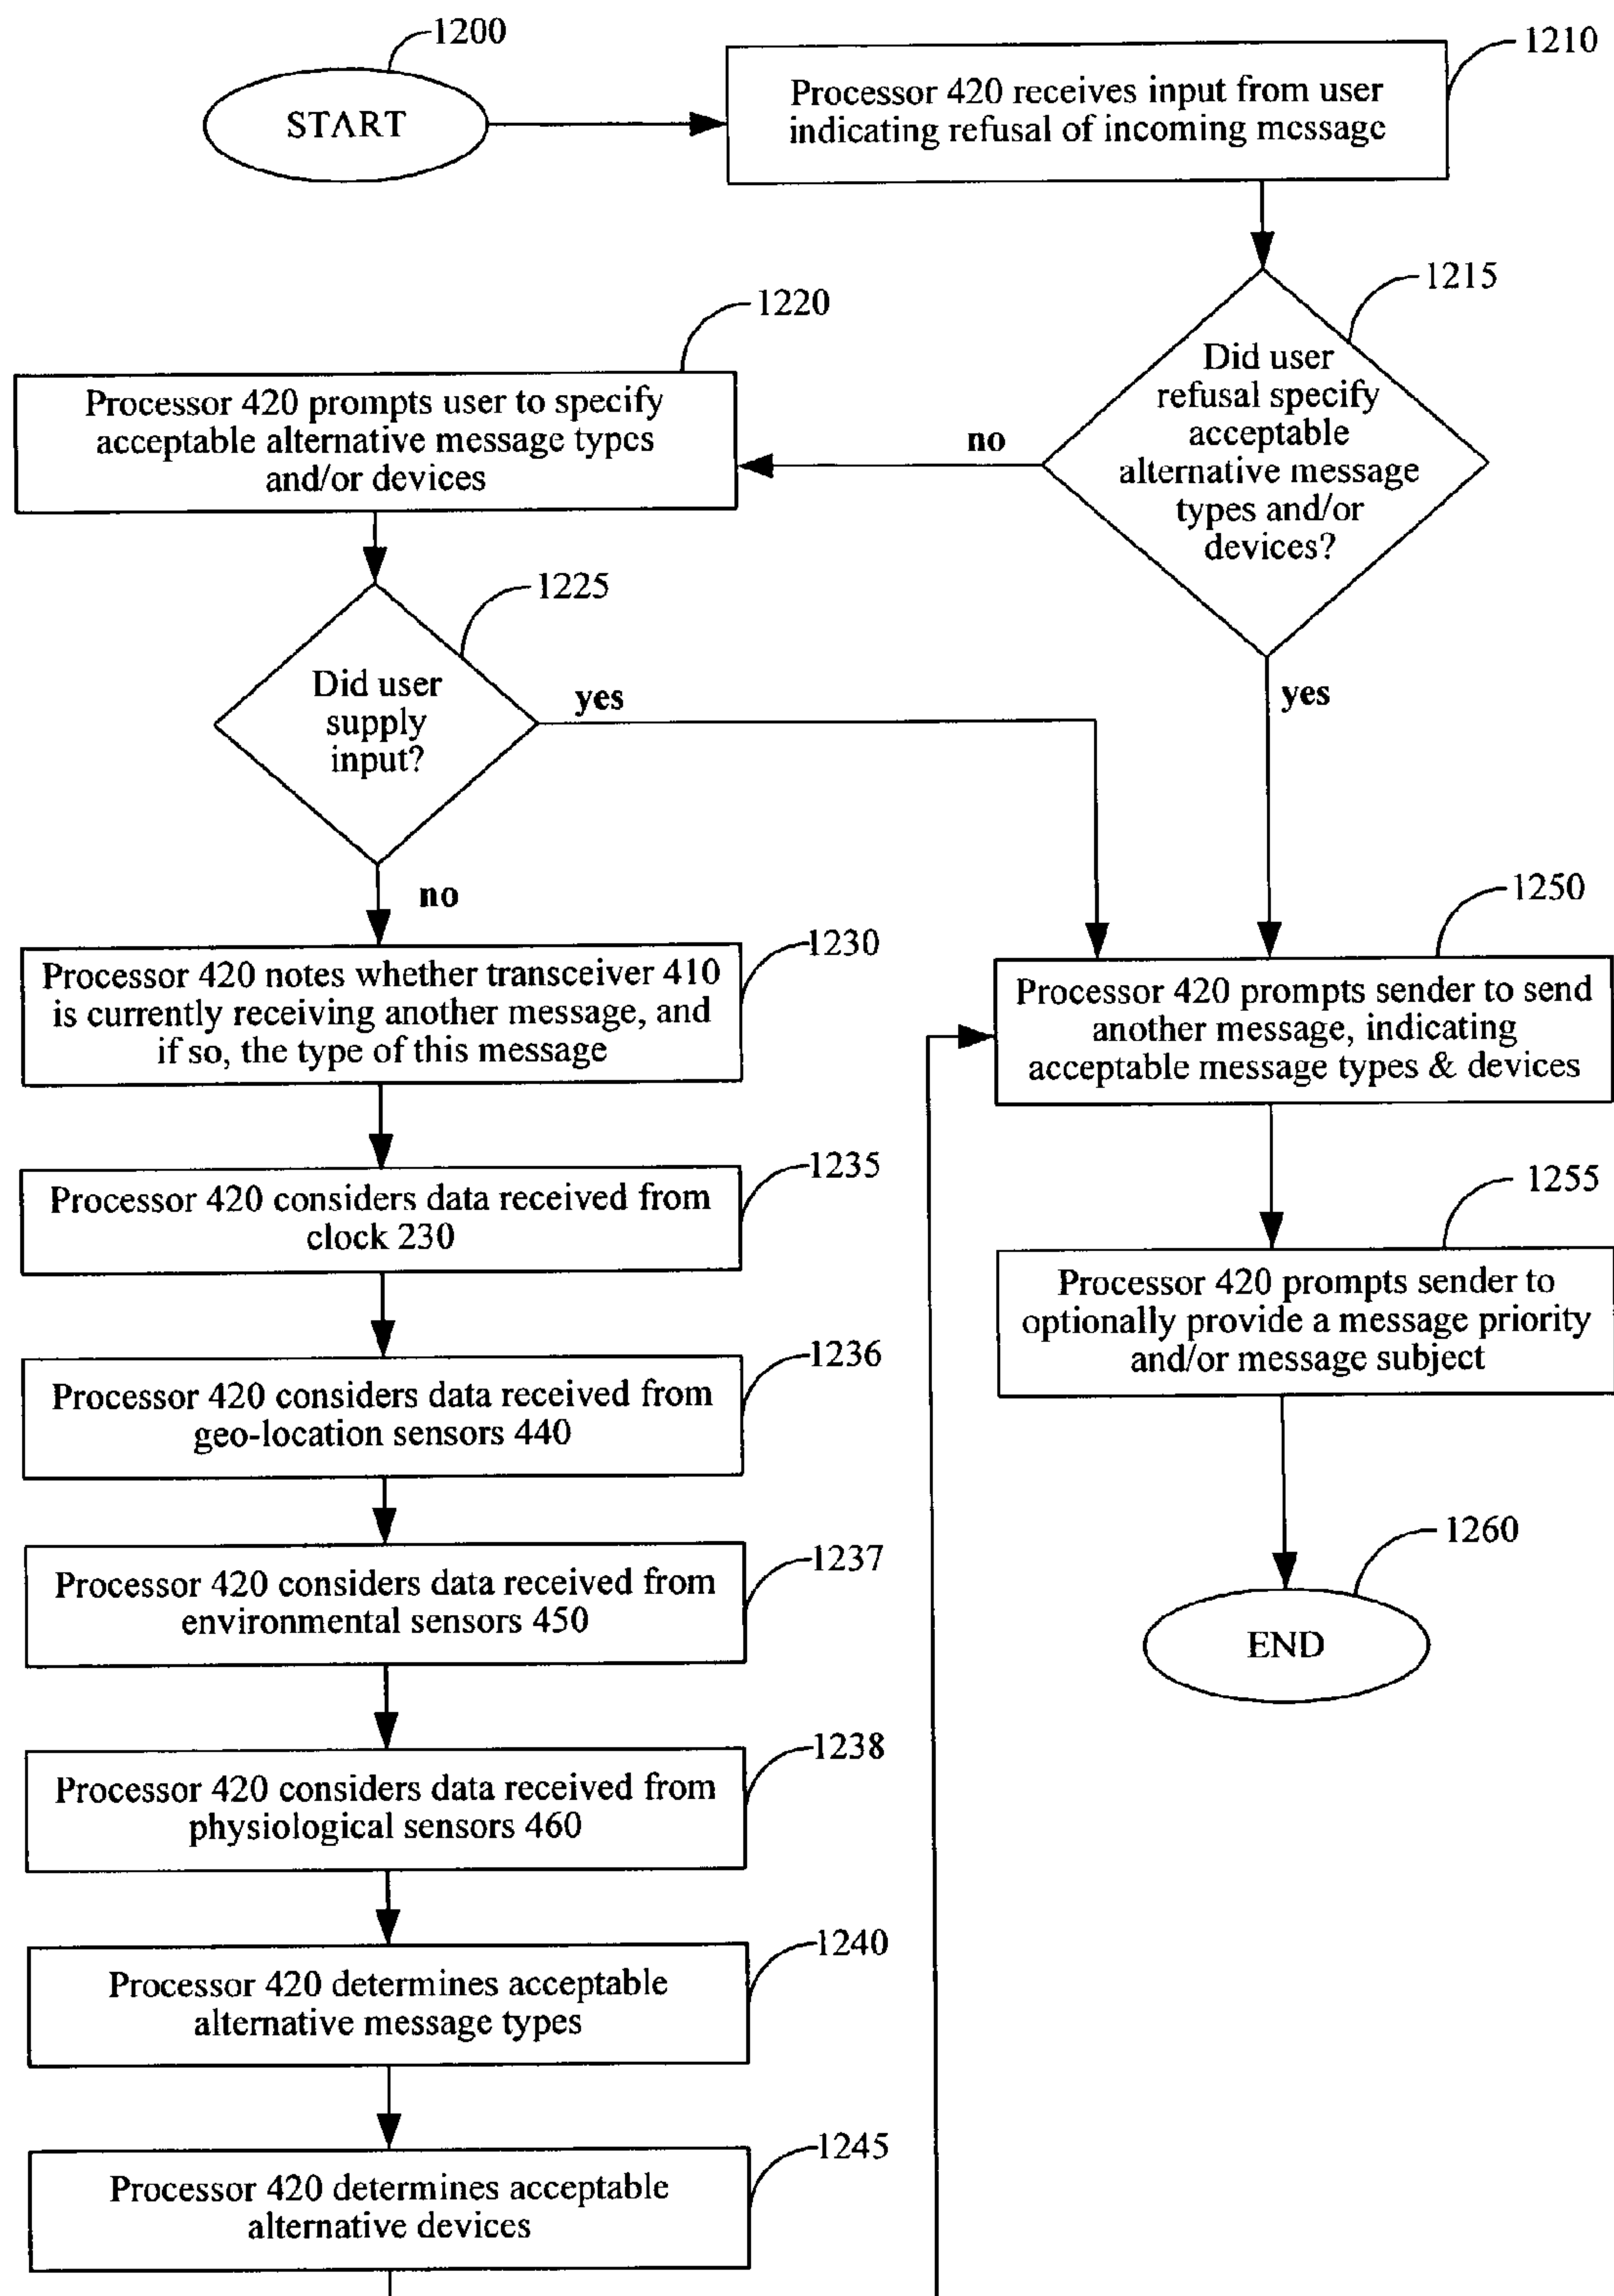 1200
START
1210
Processor 420 receives input from user
indicating refusal of incoming message
1215
Did user
refusal specify
acceptable
alternative message
types and/or
devices?
no
yes
1220
Processor 420 prompts user to specify
acceptable alternative message types
and/or devices
1225
Did user
supply
input?
yes
no
1230
Processor 420 notes whether transceiver 410
is currently receiving another message, and
if so, the type of this message
1235
Processor 420 considers data received from
clock 230
1236
Processor 420 considers data received from
geo-location sensors 440
1237
Processor 420 considers data received from
environmental sensors 450
1238
Processor 420 considers data received from
physiological sensors 460
1240
Processor 420 determines acceptable
alternative message types
1245
Processor 420 determines acceptable
alternative devices
1250
Processor 420 prompts sender to send
another message, indicating
acceptable message types & devices
1255
Processor 420 prompts sender to
optionally provide a message priority
and/or message subject
1260
END